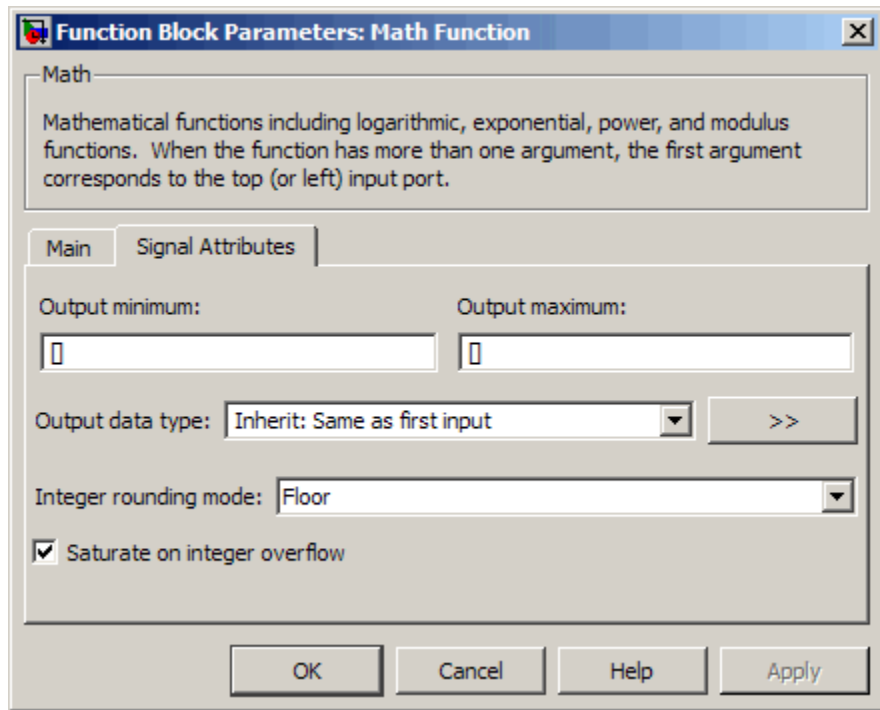 Function Block Parameters: Math Function
Math
Mathematical functions including logarithmic, exponential, power, and modulus
functions. When the function has more than one argument, the first argument
corresponds to the top (or left) input port.
Main Signal Attributes
Output minimum: Output maximum:
[] []
Output data type: Inherit: Same as first input >>
Integer rounding mode: Floor
Saturate on integer overflow
OK Cancel Help Apply